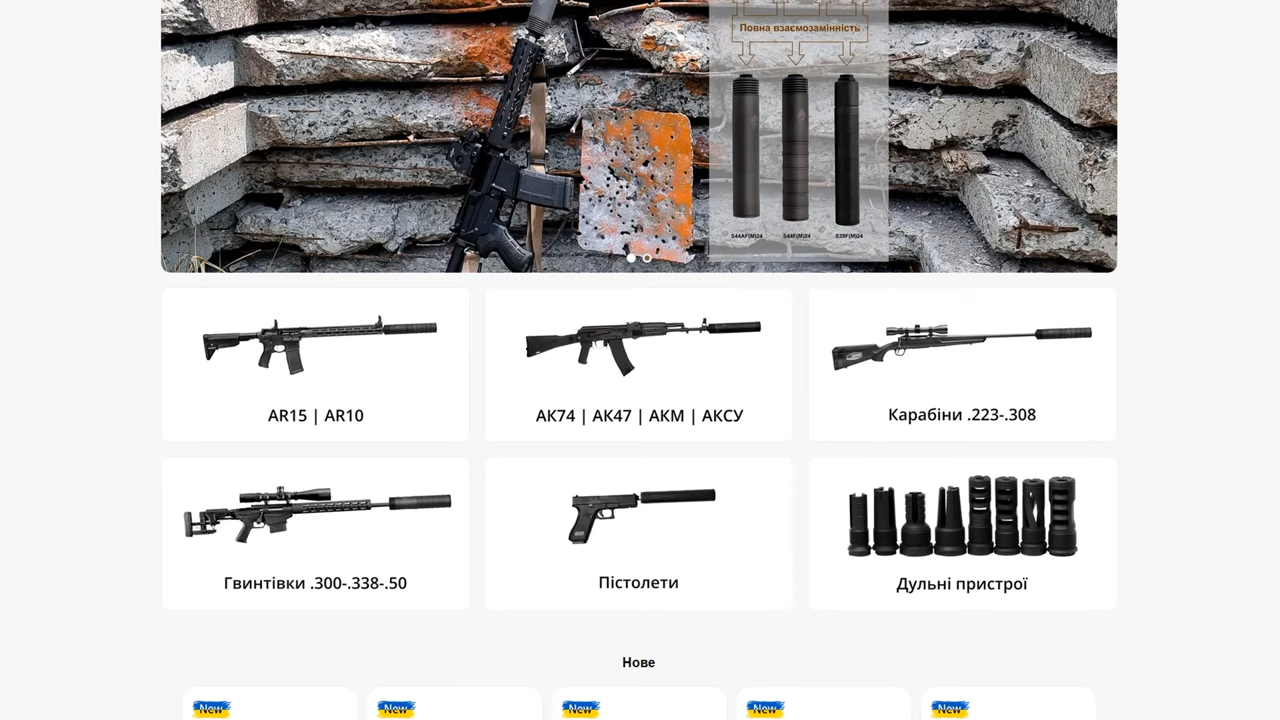 Повна взаємозамінність
S44AF(M)24 S44F(M)24 S39F(M)24
AR15 | AR10
АК74 | АК47 | АКМ | АКСУ
Карабіни .223-.308
Гвинтівки .300-.338-.50
Пістолети
Дульні пристрої
Нове
New New New New New